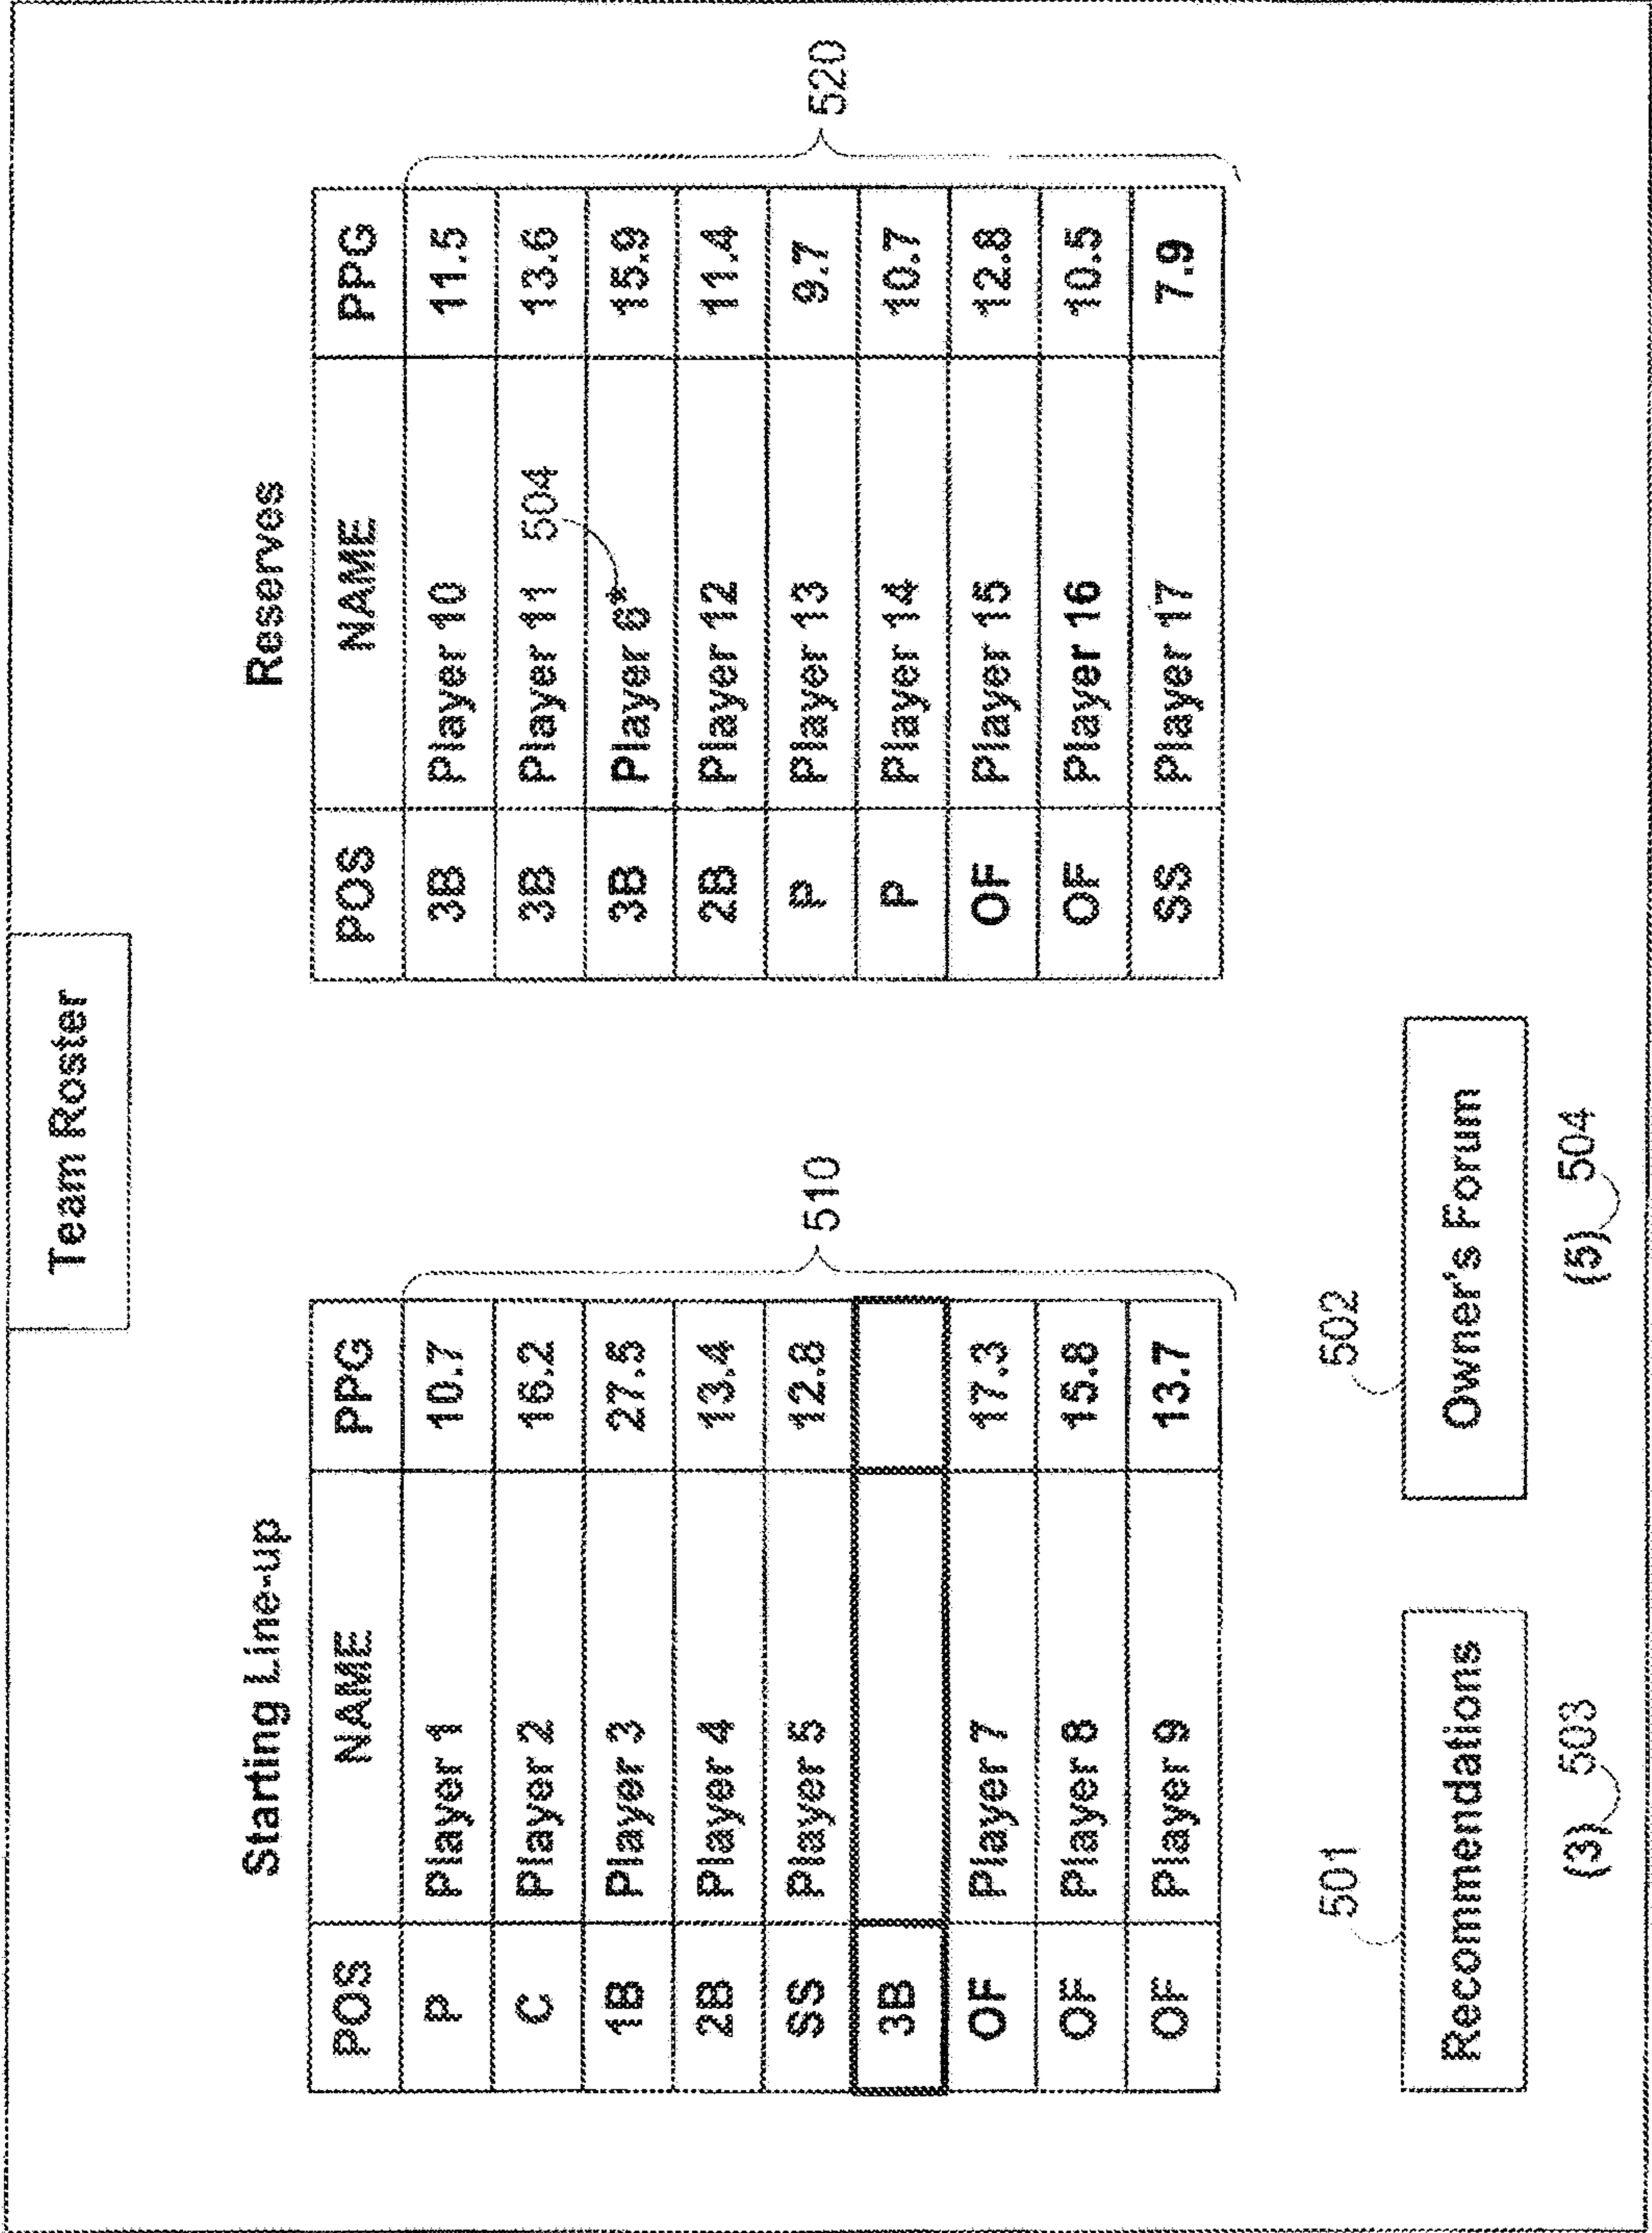 Team Roster
Starting Line-up
POS NAME PPG
P Player 1 10.7
C Player 2 16.2
1B Player 3 27.5
2B Player 4 13.4
SS Player 5 12.8
3B
OF Player 7 17.3
OF Player 8 15.8
OF Player 9 13.7
510
Reserves
POS NAME PPG
3B Player 10 11.5
3B Player 11 13.6
504
3B Player 6* 15.9
2B Player 12 11.4
P Player 13 9.7
P Player 14 10.7
OF Player 15 12.8
OF Player 16 10.5
SS Player 17 7.9
520
501
Recommendations
(3) 503
502
Owner's Forum
(5) 504